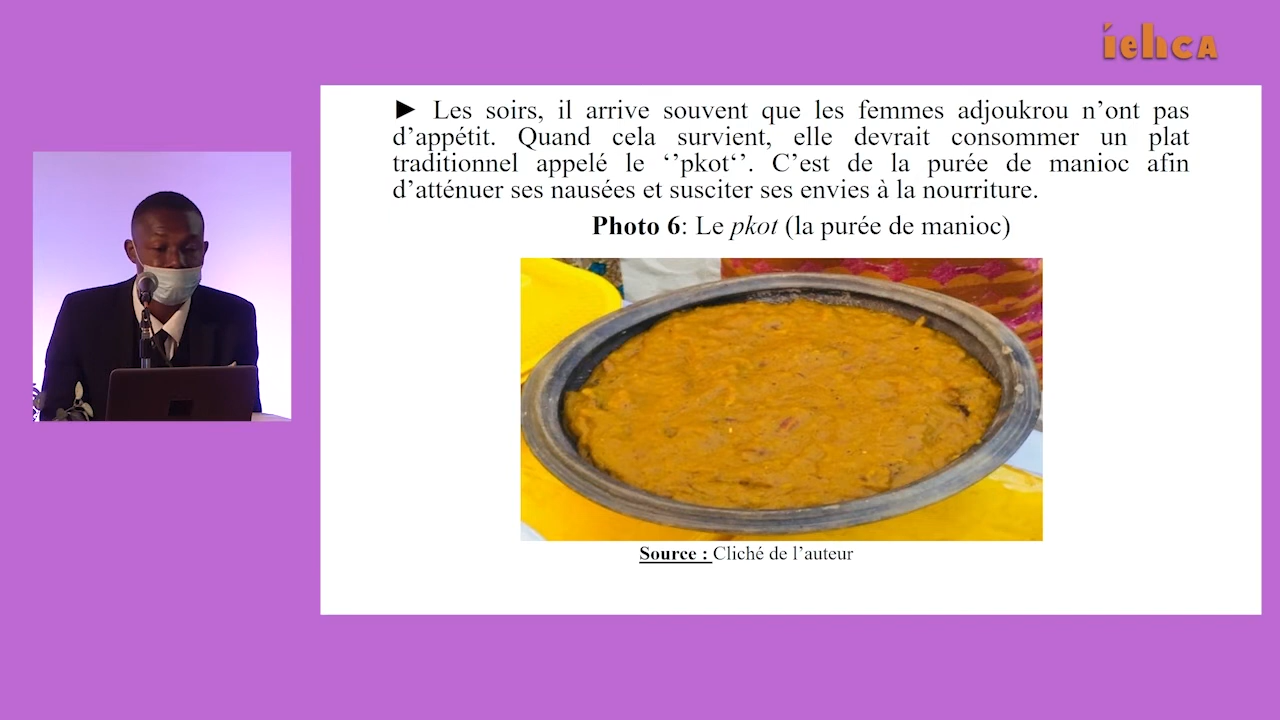 iehcA
► Les soirs, il arrive souvent que les femmes adjoukrou n’ont pas
d’appétit. Quand cela survient, elle devrait consommer un plat
traditionnel appelé le ‘’pkot‘’. C’est de la purée de manioc afin
d’atténuer ses nausées et susciter ses envies à la nourriture.
Photo 6: Le pkot (la purée de manioc)
Source : Cliché de l’auteur